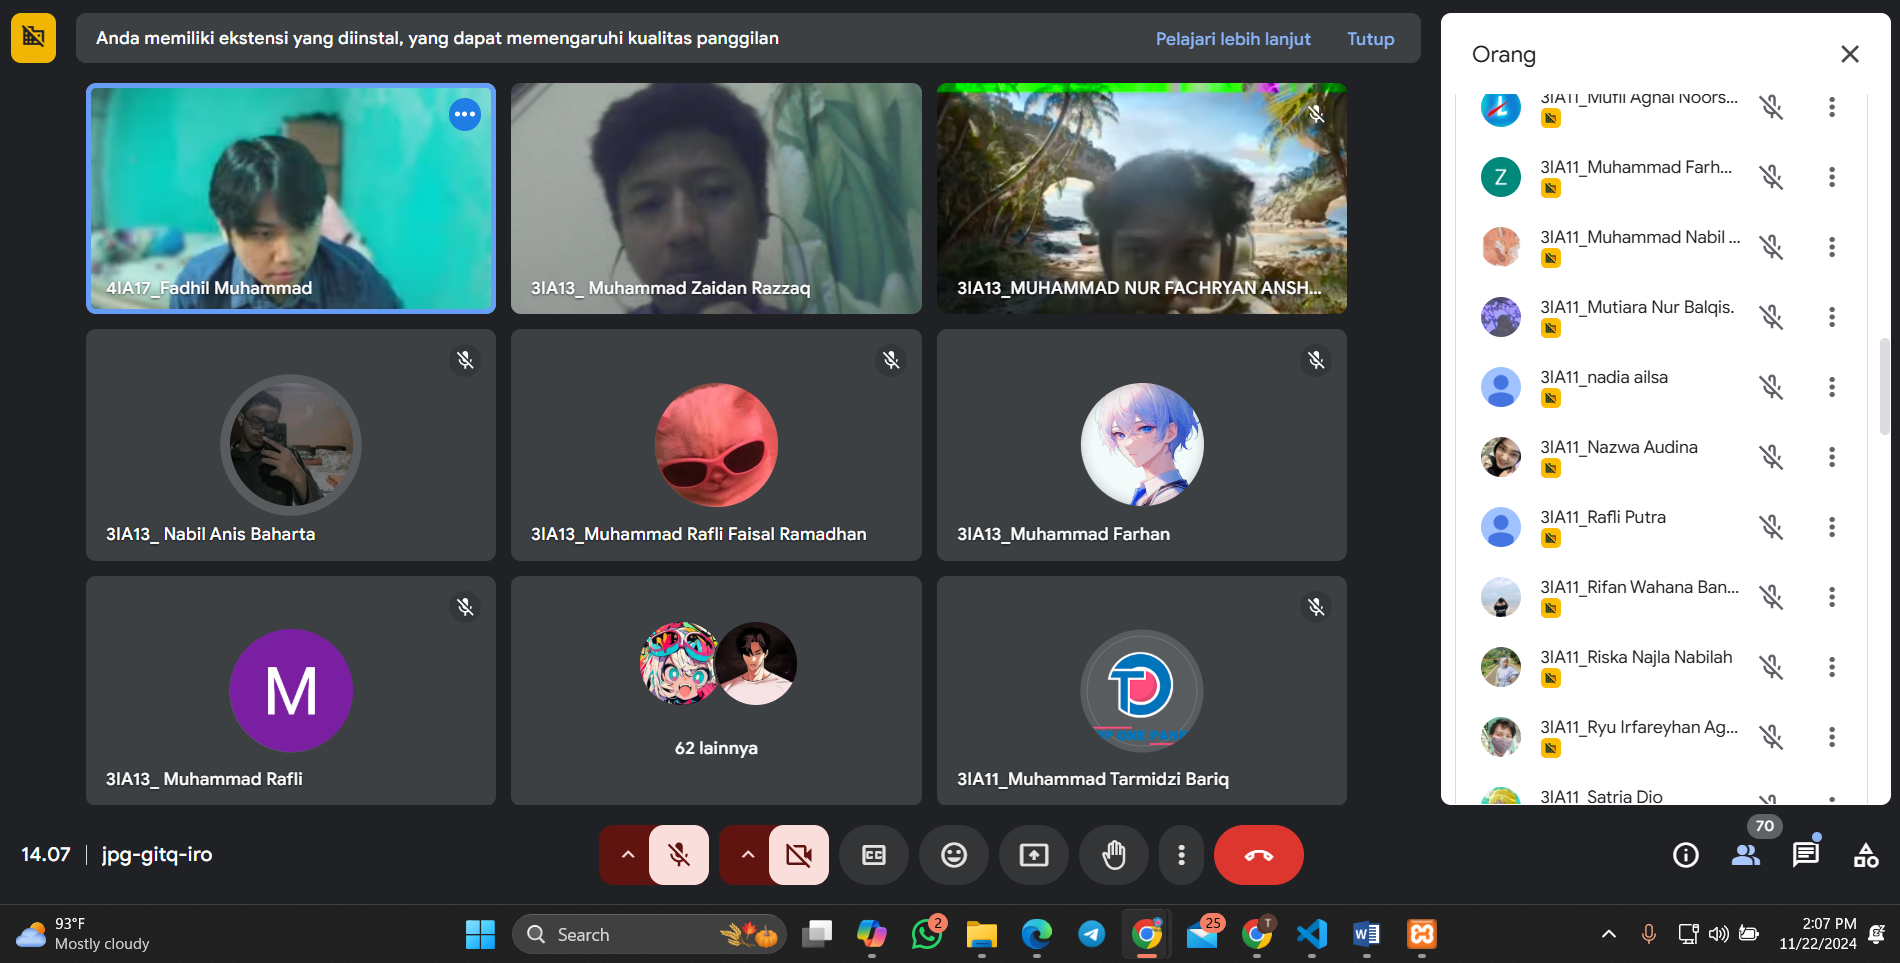 Anda memiliki ekstensi yang diinstal, yang dapat memengaruhi kualitas panggilan
Pelajari lebih lanjut
Tutup
4IA17_Fadhil Muhammad
3IA13_ Muhammad Zaidan Razzaq
3IA13_MUHAMMAD NUR FACHRYAN ANSH...
3IA13_ Nabil Anis Baharta
3IA13_Muhammad Rafli Faisal Ramadhan
3IA13_Muhammad Farhan
M
3IA13_ Muhammad Rafli
62 lainnya
3IA11_Muhammad Tarmidzi Bariq
Orang
3IA11_Mufil Aghal Noors...
Z
3IA11_Muhammad Farh...
3IA11_Muhammad Nabil ...
3IA11_Mutiara Nur Balqis.
3IA11_nadia ailsa
3IA11_Nazwa Audina
3IA11_Rafli Putra
3IA11_Rifan Wahana Ban...
3IA11_Riska Najla Nabilah
3IA11_Ryu Irfareyhan Ag...
3IA11_Satria Dio
14.07
jpg-gitq-iro
CC
70
93°F
Mostly cloudy
Search
2
25
T
W
2:07 PM
11/22/2024